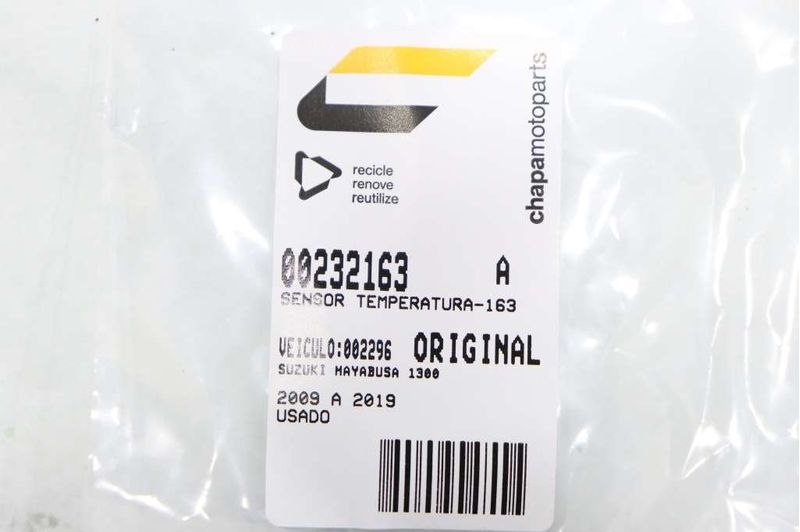 chapamotoparts
recicle
renove
reutilize
00232163 A
SENSOR TEMPERATURA-163
VEICULO:002296 ORIGINAL
SUZUKI HAYABUSA 1300
2009 A 2019
USADO